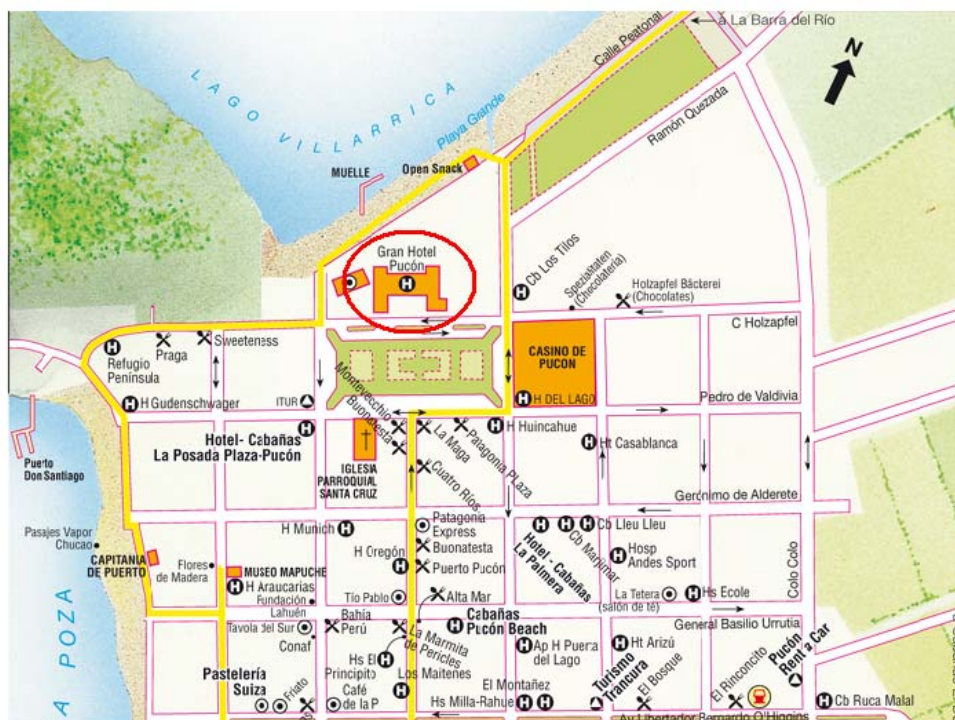 à La Barra del Río
Calle Peatonal
N
LAGO VILLARRICA
Playa Grande
Ramón Quezada
MUELLE
Open Snack
Gran Hotel
Pucón
H
Cb Los Tilos
Spezialitäten
(Chocolatería)
Holzapfel Bäckerei
(Chocolates)
C Holzapfel
Refugio
Península
Praga
Sweeteness
CASINO DE
PUCON
H DEL LAGO
Pedro de Valdivia
H Gudenschwager
ITUR
Montevecchio
Buonatesta
La Maga
Patagonia PLaza
H Huincahue
Ht Casablanca
Hotel-Cabañas
La Posada Plaza-Pucón
IGLESIA
PARROQUIAL
SANTA CRUZ
Cuatro Ríos
Puerto
Don Santiago
Gerónimo de Alderete
Pasajes Vapor
Chucao
H Munich
Patagonia
Express
Hotel - Cabañas
La Palmera
Cb Marjimar
Cb Lleu Lleu
CAPITANIA
DE PUERTO
Flores
de Madera
MUSEO MAPUCHE
H Oregón
Buonatesta
Puerto Pucón
Hosp
Andes Sport
Colo Colo
H Araucarias
Fundación
Lahuén
Tío Pablo
Alta Mar
La Tetera
(salón de té)
Hs Ecole
LA POZA
Tavola del Sur
Conaf
Bahía
Perú
La Marmita
de Pericles
Cabañas
Pucón Beach
General Basilio Urrutia
Pastelería
Suiza
Friato
Hs El
Principito
Café
de la P
Los Maitenes
Ap H Puerta
del Lago
Ht Arizú
Turismo
Trancura
El Bosque
El Rinconcito
Pucón
Rent a Car
El Montañez
Hs Milla-Rahue
Cb Ruca Malal
Av Libertador Bernardo O'Higgins